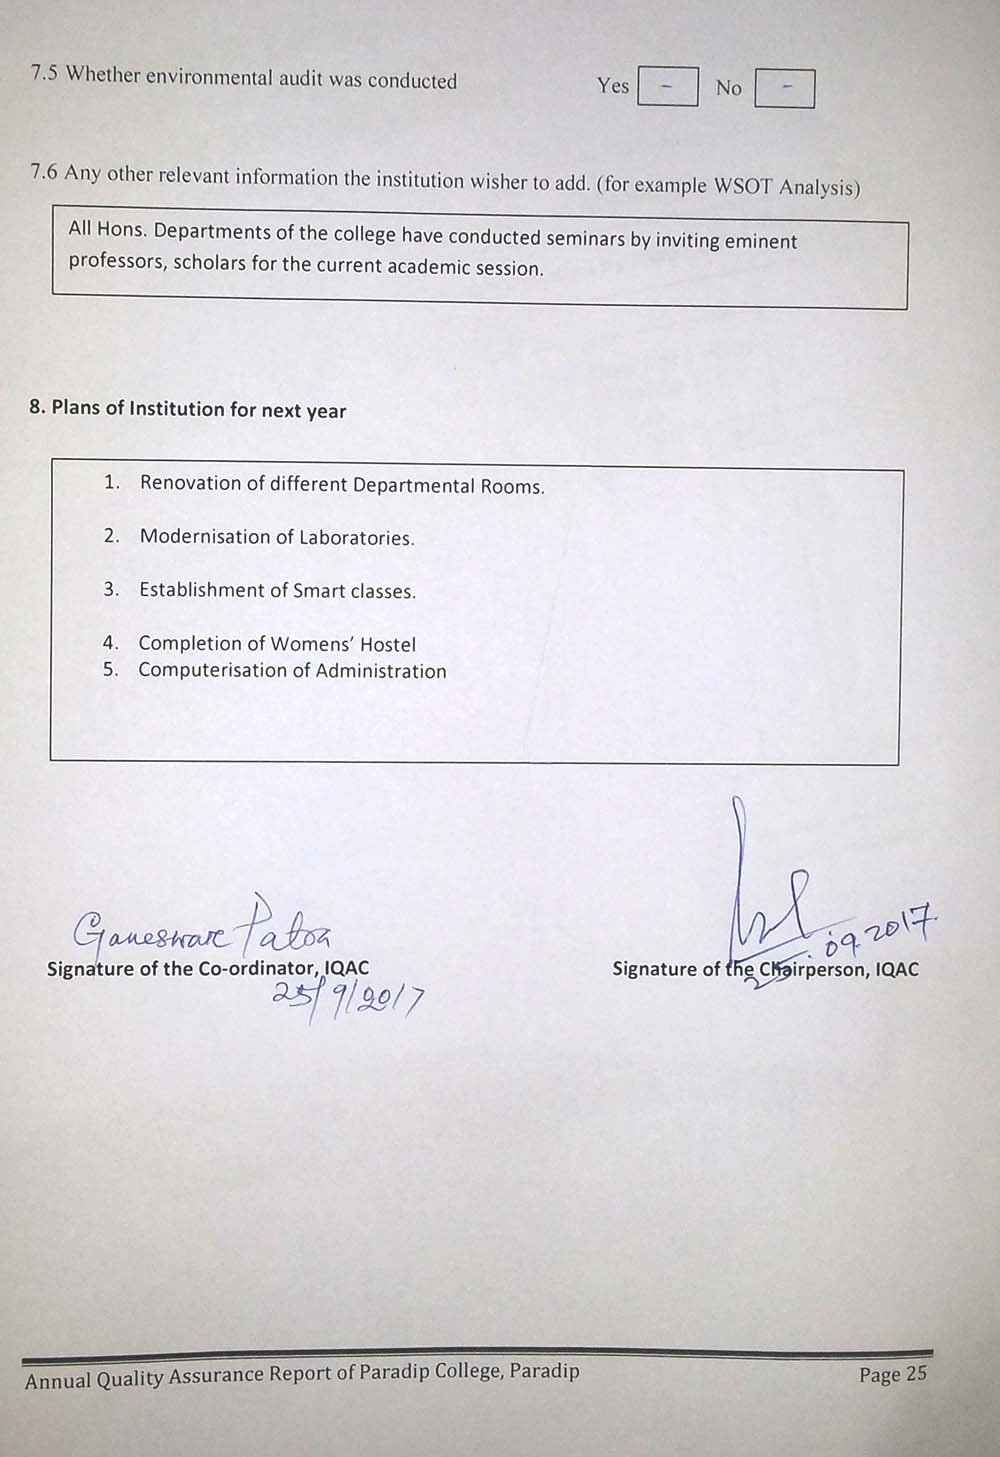 7.5 Whether environmental audit was conducted Yes - No -
7.6 Any other relevant information the institution wisher to add. (for example WSOT Analysis)
All Hons. Departments of the college have conducted seminars by inviting eminent
professors, scholars for the current academic session.
8. Plans of Institution for next year
1. Renovation of different Departmental Rooms.
2. Modernisation of Laboratories.
3. Establishment of Smart classes.
4. Completion of Womens’ Hostel
5. Computerisation of Administration
Ganeswar Patra
Signature of the Co-ordinator, IQAC
25/9/2017
25.09.2017
Signature of the Chairperson, IQAC
Annual Quality Assurance Report of Paradip College, Paradip Page 25